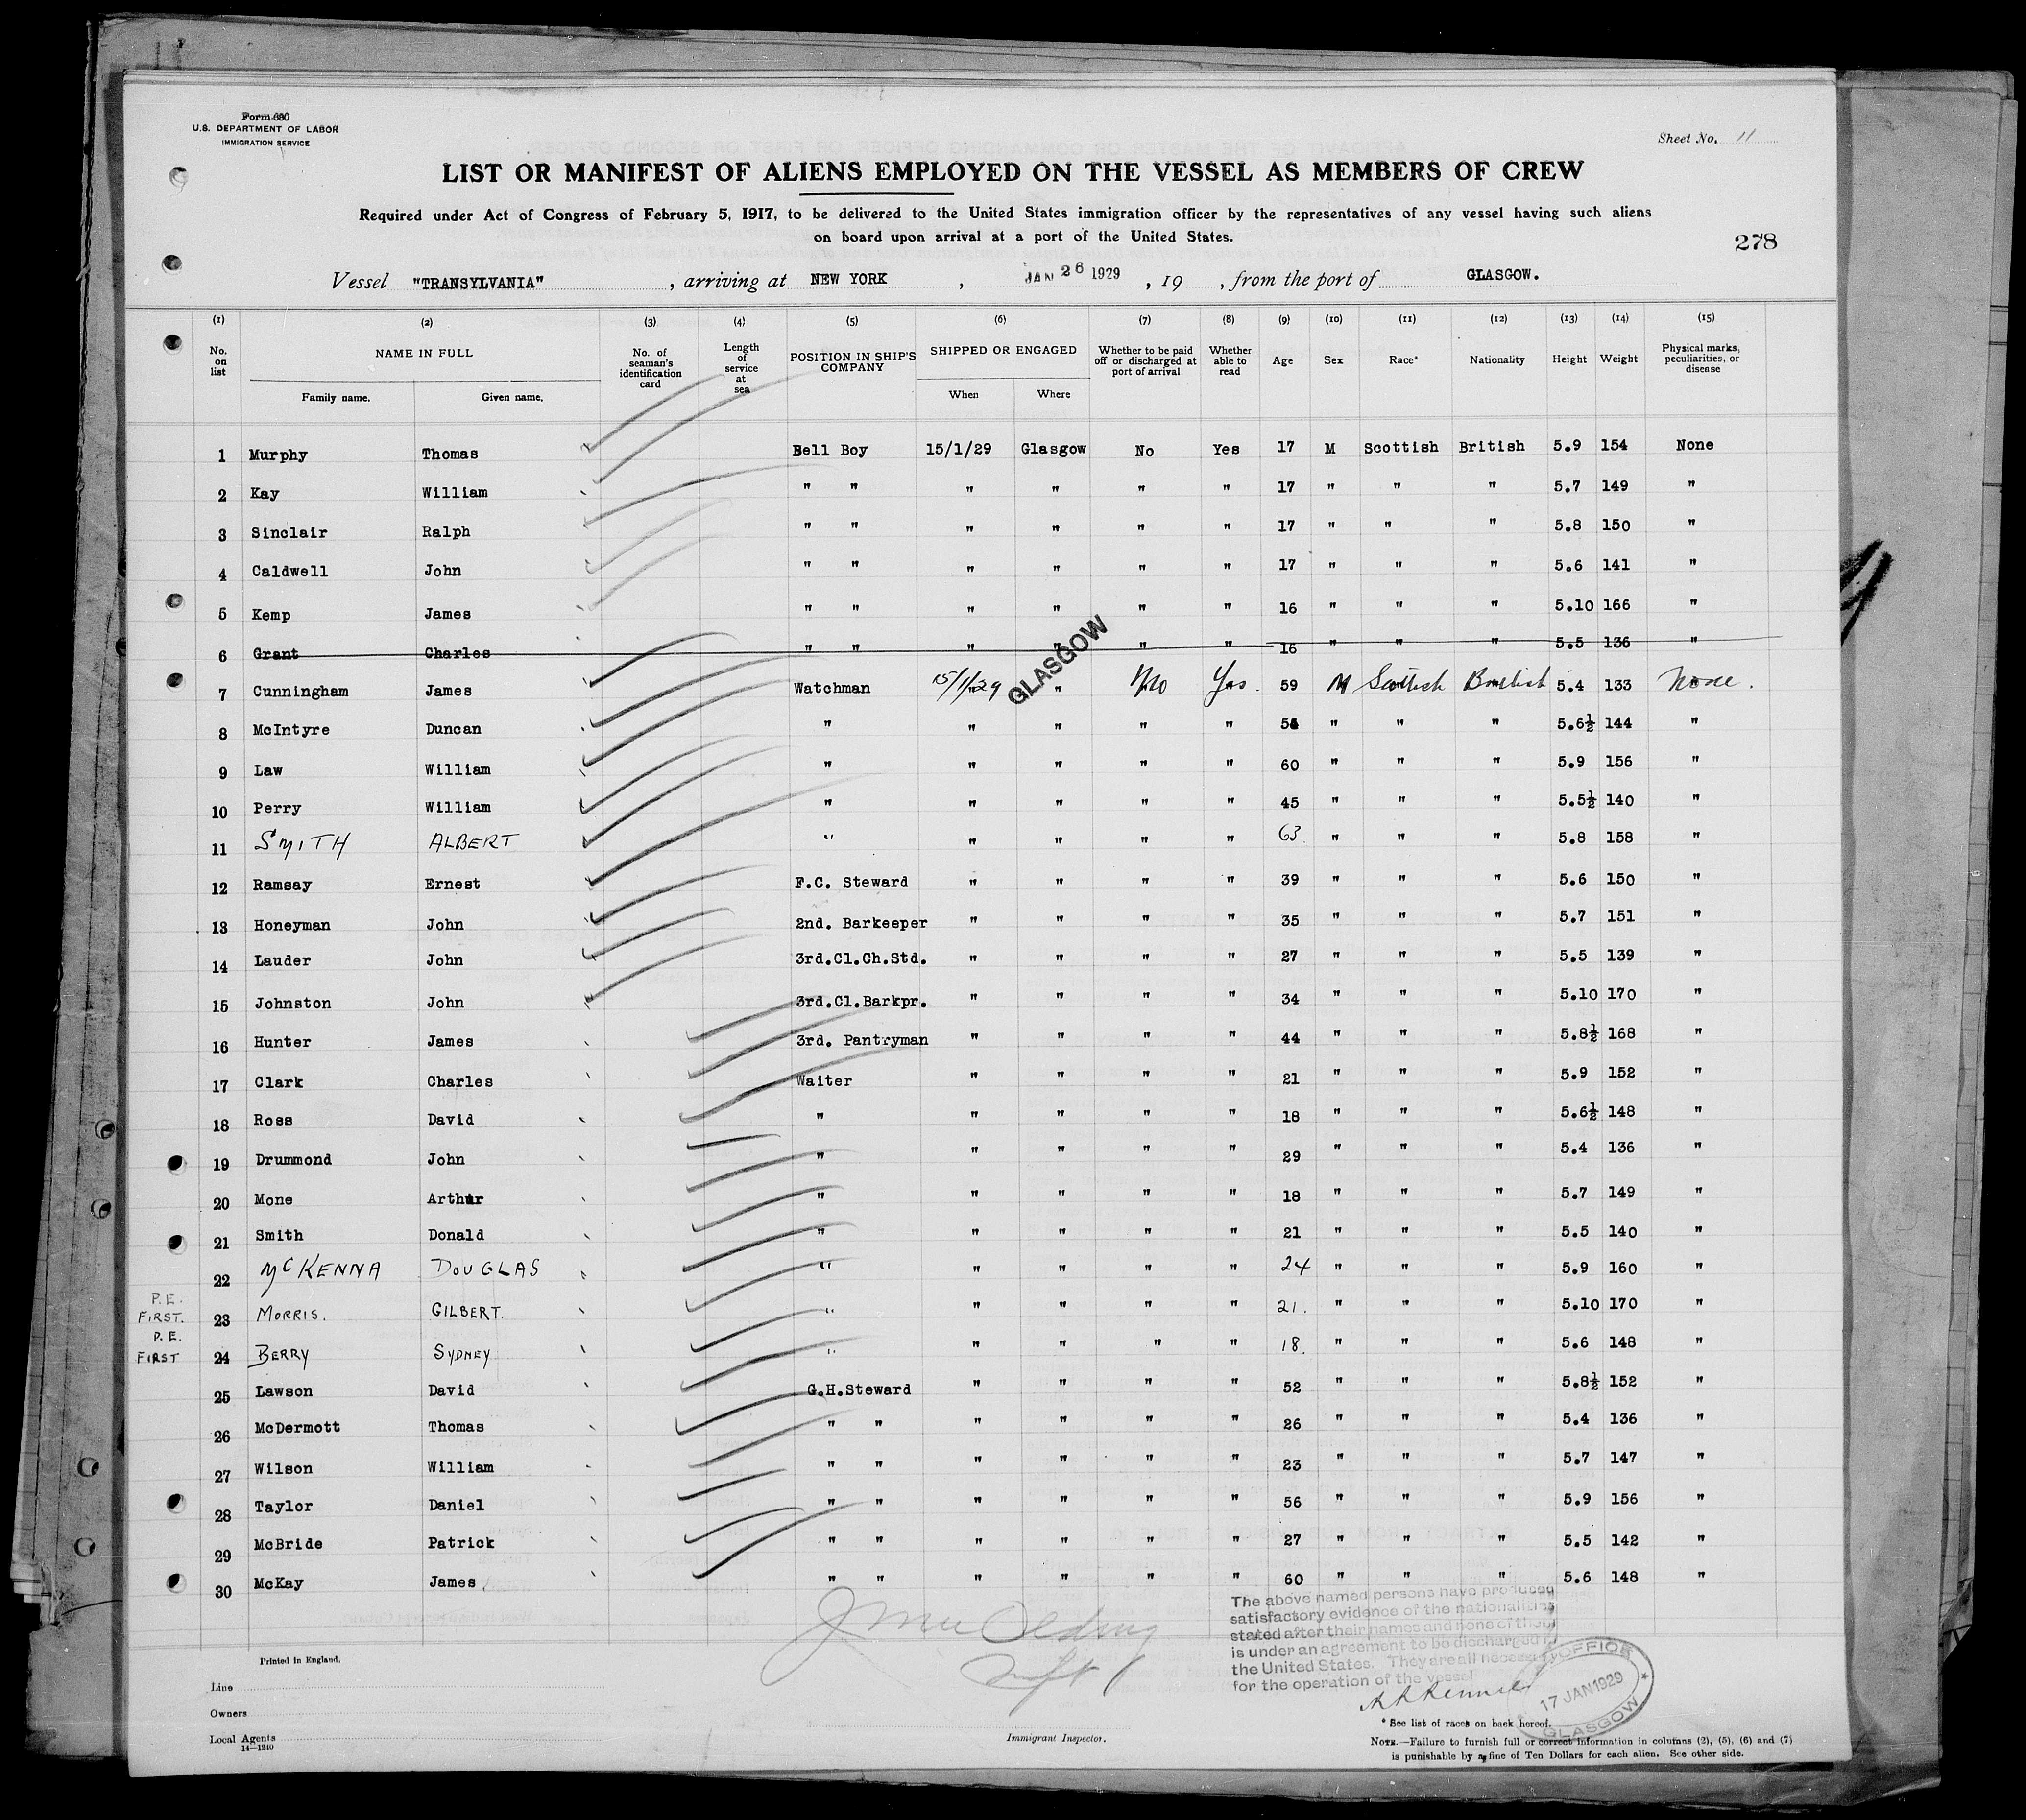 Form 680
U.S. DEPARTMENT OF LABOR
IMMIGRATION SERVICE
Sheet No. 11
LIST OR MANIFEST OF ALIENS EMPLOYED ON THE VESSEL AS MEMBERS OF CREW
Required under Act of Congress of February 5, 1917, to be delivered to the United States immigration officer by the representatives of any vessel having such aliens
on board upon arrival at a port of the United States.
278
Vessel "TRANSYLVANIA" , arriving at NEW YORK , JAN 26 1929 , 19 , from the port of GLASGOW.
(1) (2) (3) (4) (5) (6) (7) (8) (9) (10) (11) (12) (13) (14) (15)
No. on list NAME IN FULL No. of seaman's identification card Length of service at sea POSITION IN SHIP'S COMPANY SHIPPED OR ENGAGED Whether to be paid off or discharged at port of arrival Whether able to read Age Sex Race* Nationality Height Weight Physical marks, peculiarities, or disease
Family name. Given name. When Where
1 Murphy Thomas Bell Boy 15/1/29 Glasgow No Yes 17 M Scottish British 5.9 154 None
2 Kay William " " " " " " 17 " " " 5.7 149 "
3 Sinclair Ralph " " " " " " 17 " " " 5.8 150 "
4 Caldwell John " " " " " " 17 " " " 5.6 141 "
5 Kemp James " " " " " " 16 " " " 5.10 166 "
6 Grant Charles " " " " " " 16 " " " 5.5 136 "
GLASGOW
7 Cunningham James Watchman 15/1/29 " No Yes. 59 M Scottish British 5.4 133 None.
8 McIntyre Duncan " " " " " " " " 5.6½ 144 "
9 Law William " " " " " 60 " " " 5.9 156 "
10 Perry William " " " " " 45 " " " 5.5½ 140 "
11 SMITH ALBERT " " " " " 63. " " " 5.8 158 "
12 Ramsay Ernest F.C. Steward " " " " 39 " " " 5.6 150 "
13 Honeyman John 2nd. Barkeeper " " " " 35 " " " 5.7 151 "
14 Lauder John 3rd.Cl.Ch.Std. " " " " 27 " " " 5.5 139 "
15 Johnston John 3rd.Cl.Barkpr. " " " " 34 " " " 5.10 170 "
16 Hunter James 3rd. Pantryman " " " " 44 " " " 5.8½ 168 "
17 Clark Charles Waiter " " " " 21 " " " 5.9 152 "
18 Ross David " " " " " 18 " " " 5.6½ 148 "
19 Drummond John " " " " " 29 " " " 5.4 136 "
20 Mone Arthur " " " " " 18 " " " 5.7 149 "
21 Smith Donald " " " " " 21 " " " 5.5 140 "
22 McKENNA DOUGLAS " " " " " 24 " " " 5.9 160 "
P.E. FIRST. 23 MORRIS. GILBERT. " " " " " 21. " " " 5.10 170 "
P.E. FIRST 24 BERRY SYDNEY " " " " " 18. " " " 5.6 148 "
25 Lawson David G.H.Steward " " " " 52 " " " 5.8½ 152 "
26 McDermott Thomas " " " " " " 26 " " " 5.4 136 "
27 Wilson William " " " " " " 23 " " " 5.7 147 "
28 Taylor Daniel " " " " " " 56 " " " 5.9 156 "
29 McBride Patrick " " " " " " 27 " " " 5.5 142 "
30 McKay James " " " " " " 60 " " " 5.6 148 "
The above named persons have produced
satisfactory evidence of the nationalities
stated after their names and none of them
is under an agreement to be discharged in
the United States. They are all necessary
for the operation of the vessel
OFFICE
17 JAN 1929
GLASGOW
Printed in England.
Line
Owners
Local Agents
14—1240
Immigrant Inspector.
* See list of races on back hereof.
NOTE.—Failure to furnish full or correct information in columns (2), (5), (6) and (7)
is punishable by a fine of Ten Dollars for each alien. See other side.